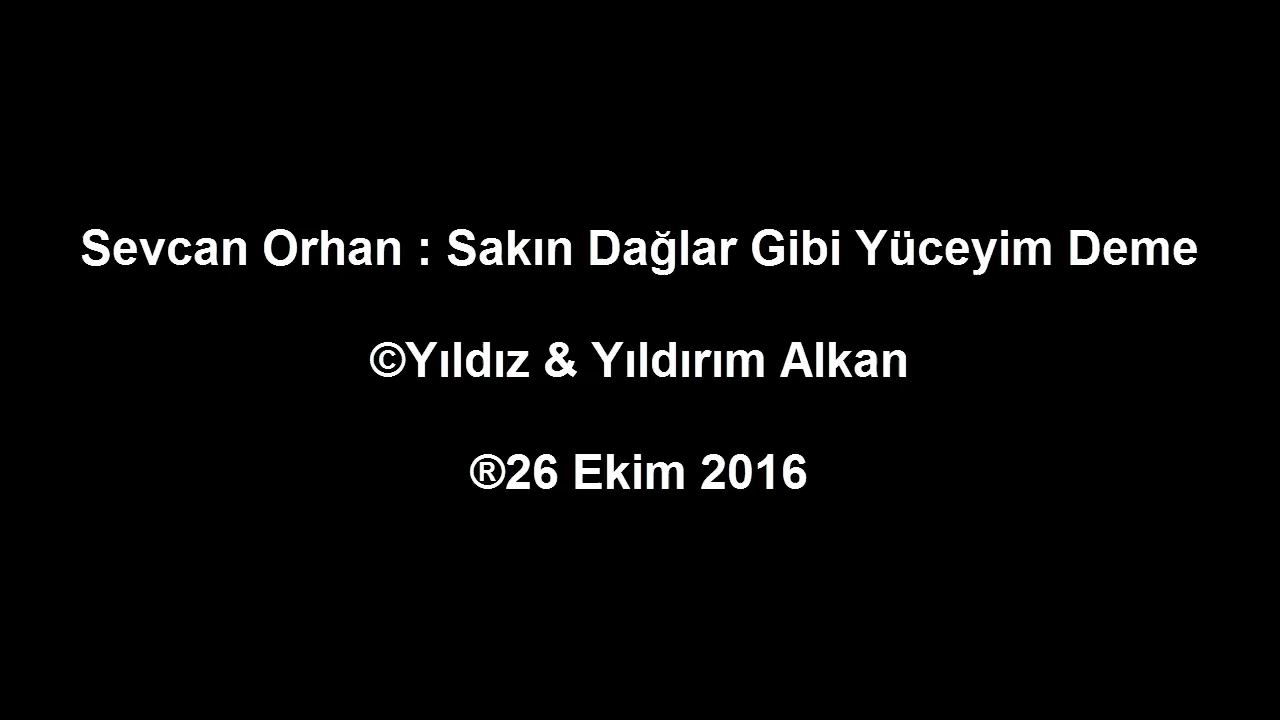 Sevcan Orhan : Sakın Dağlar Gibi Yüceyim Deme
©Yıldız & Yıldırım Alkan
®26 Ekim 2016